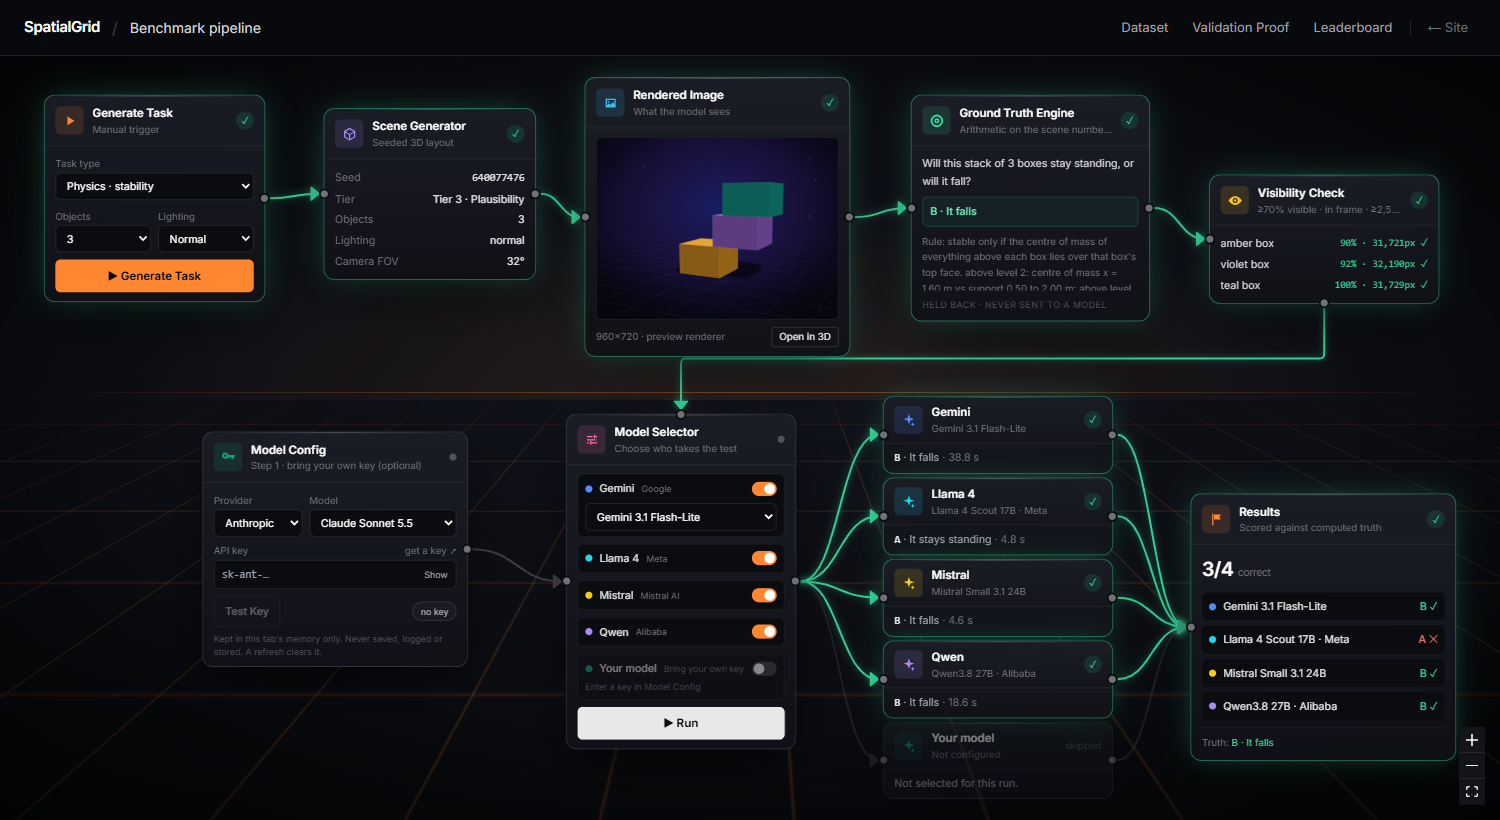 SpatialGrid / Benchmark pipeline
Dataset Validation Proof Leaderboard ← Site
Generate Task
Manual trigger
Task type
Physics · stability
Objects Lighting
3 Normal
▶ Generate Task
Scene Generator
Seeded 3D layout
Seed 640077476
Tier Tier 3 · Plausibility
Objects 3
Lighting normal
Camera FOV 32°
Rendered Image
What the model sees
960×720 · preview renderer Open in 3D
Ground Truth Engine
Arithmetic on the scene numbe...
Will this stack of 3 boxes stay standing, or
will it fall?
B · It falls
Rule: stable only if the centre of mass of
everything above each box lies over that box's
top face. above level 2: centre of mass x =
1.60 m vs support 0.50 to 2.00 m; above level
HELD BACK · NEVER SENT TO A MODEL
Visibility Check
≥70% visible · in frame · ≥2,5...
amber box 90% · 31,721px ✓
violet box 92% · 32,190px ✓
teal box 100% · 31,729px ✓
Model Config
Step 1 · bring your own key (optional)
Provider Model
Anthropic Claude Sonnet 5.5
API key get a key ↗
sk-ant-… Show
Test Key no key
Kept in this tab's memory only. Never saved, logged or
stored. A refresh clears it.
Model Selector
Choose who takes the test
Gemini Google
Gemini 3.1 Flash-Lite
Llama 4 Meta
Mistral Mistral AI
Qwen Alibaba
Your model Bring your own key
Enter a key in Model Config
▶ Run
Gemini
Gemini 3.1 Flash-Lite
B · It falls · 38.8 s
Llama 4
Llama 4 Scout 17B · Meta
A · It stays standing · 4.8 s
Mistral
Mistral Small 3.1 24B
B · It falls · 4.6 s
Qwen
Qwen3.8 27B · Alibaba
B · It falls · 18.6 s
Your model
Not configured
skipped
Not selected for this run.
Results
Scored against computed truth
3/4 correct
Gemini 3.1 Flash-Lite B ✓
Llama 4 Scout 17B · Meta A ✕
Mistral Small 3.1 24B B ✓
Qwen3.8 27B · Alibaba B ✓
Truth: B · It falls